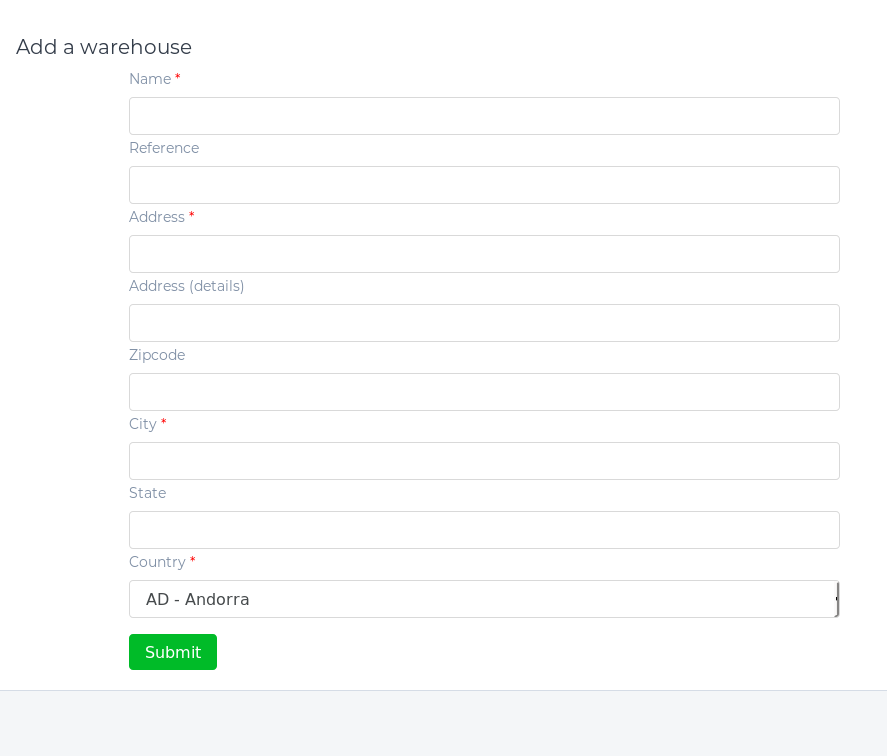 Add a warehouse
Name *
Reference
Address *
Address (details)
Zipcode
City *
State
Country *
AD - Andorra
Submit